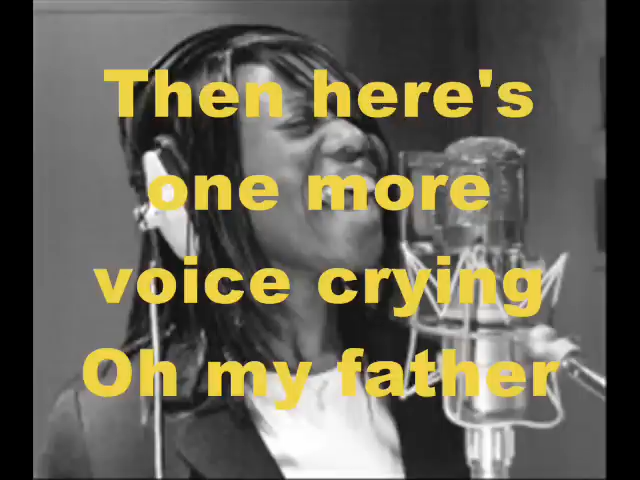 Then here's
one more
voice crying
Oh my father